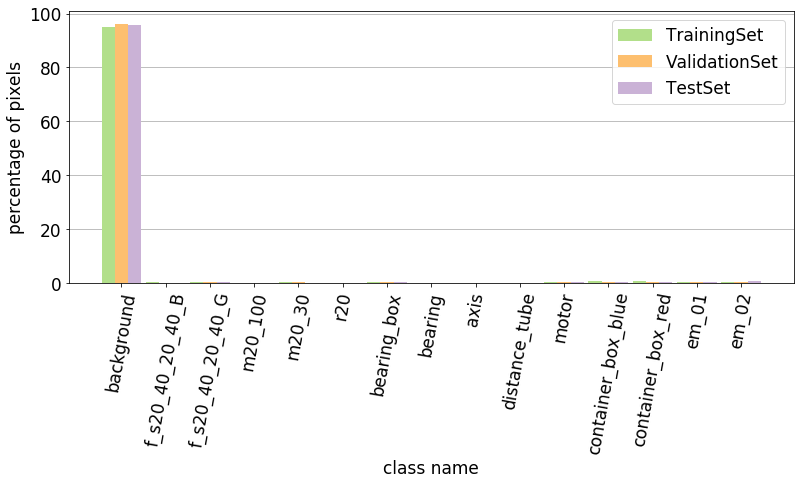 100
80
60
40
20
0
percentage of pixels
TrainingSet
ValidationSet
TestSet
background
f_s20_40_20_40_B
f_s20_40_20_40_G
m20_100
m20_30
r20
bearing_box
bearing
axis
distance_tube
motor
container_box_blue
container_box_red
em_01
em_02
class name